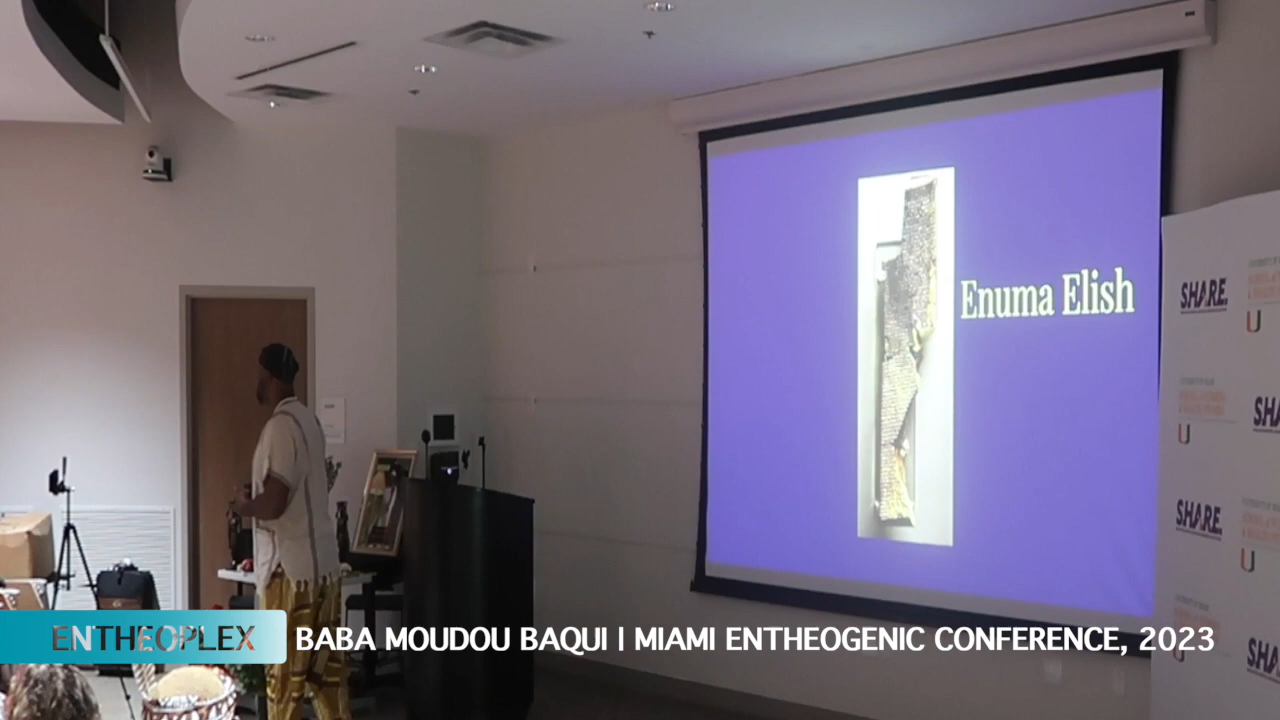 Enuma Elish
SHARE.
U
SHA
U
SHARE.
U
SHA
ENTHEOPLEX
BABA MOUDOU BAQUI | MIAMI ENTHEOGENIC CONFERENCE, 2023